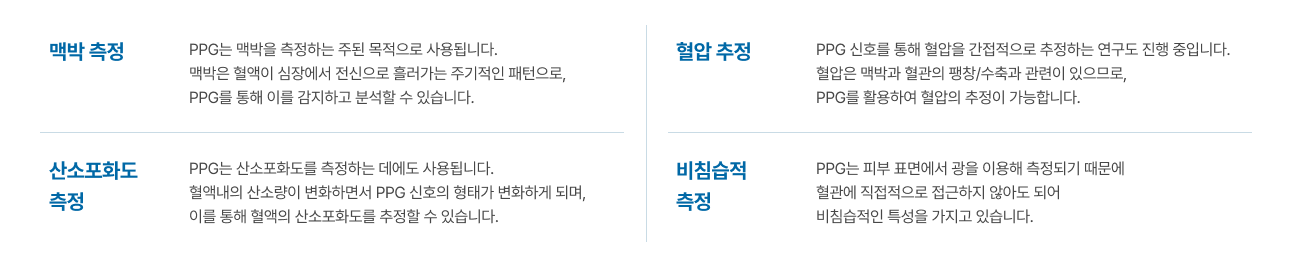 맥박 측정
PPG는 맥박을 측정하는 주된 목적으로 사용됩니다.
맥박은 혈액이 심장에서 전신으로 흘러가는 주기적인 패턴으로,
PPG를 통해 이를 감지하고 분석할 수 있습니다.
혈압 추정
PPG 신호를 통해 혈압을 간접적으로 추정하는 연구도 진행 중입니다.
혈압은 맥박과 혈관의 팽창/수축과 관련이 있으므로,
PPG를 활용하여 혈압의 추정이 가능합니다.
산소포화도
측정
PPG는 산소포화도를 측정하는 데에도 사용됩니다.
혈액내의 산소량이 변화하면서 PPG 신호의 형태가 변화하게 되며,
이를 통해 혈액의 산소포화도를 추정할 수 있습니다.
비침습적
측정
PPG는 피부 표면에서 광을 이용해 측정되기 때문에
혈관에 직접적으로 접근하지 않아도 되어
비침습적인 특성을 가지고 있습니다.